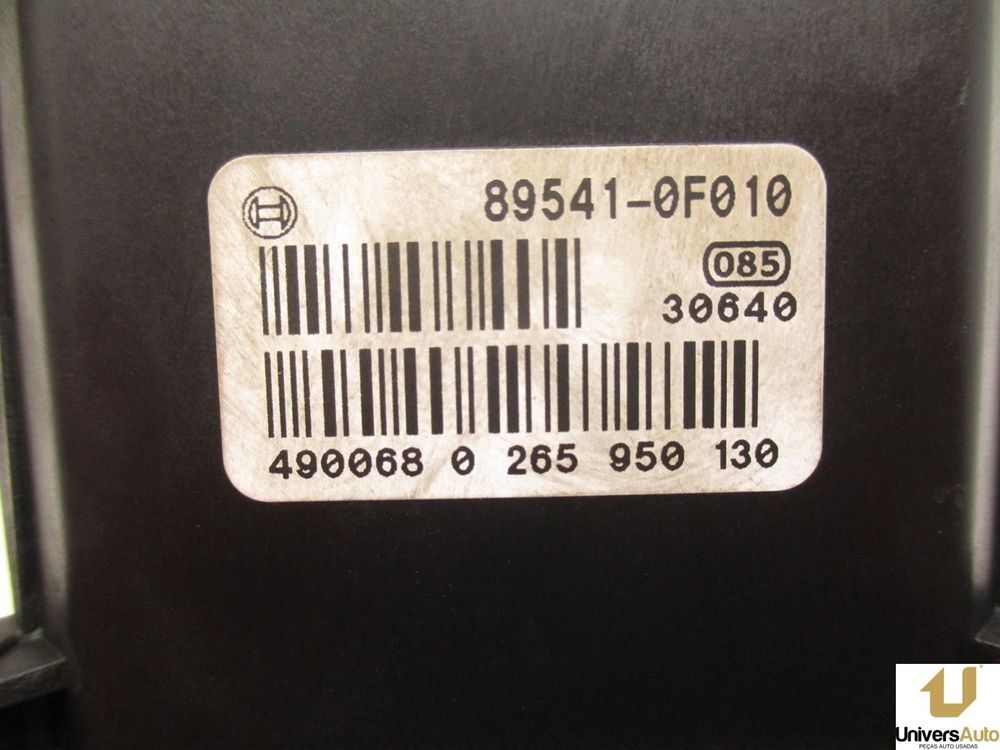 89541-0F010
085
30640
490068 0 265 950 130
UniversAuto
PEÇAS AUTO USADAS